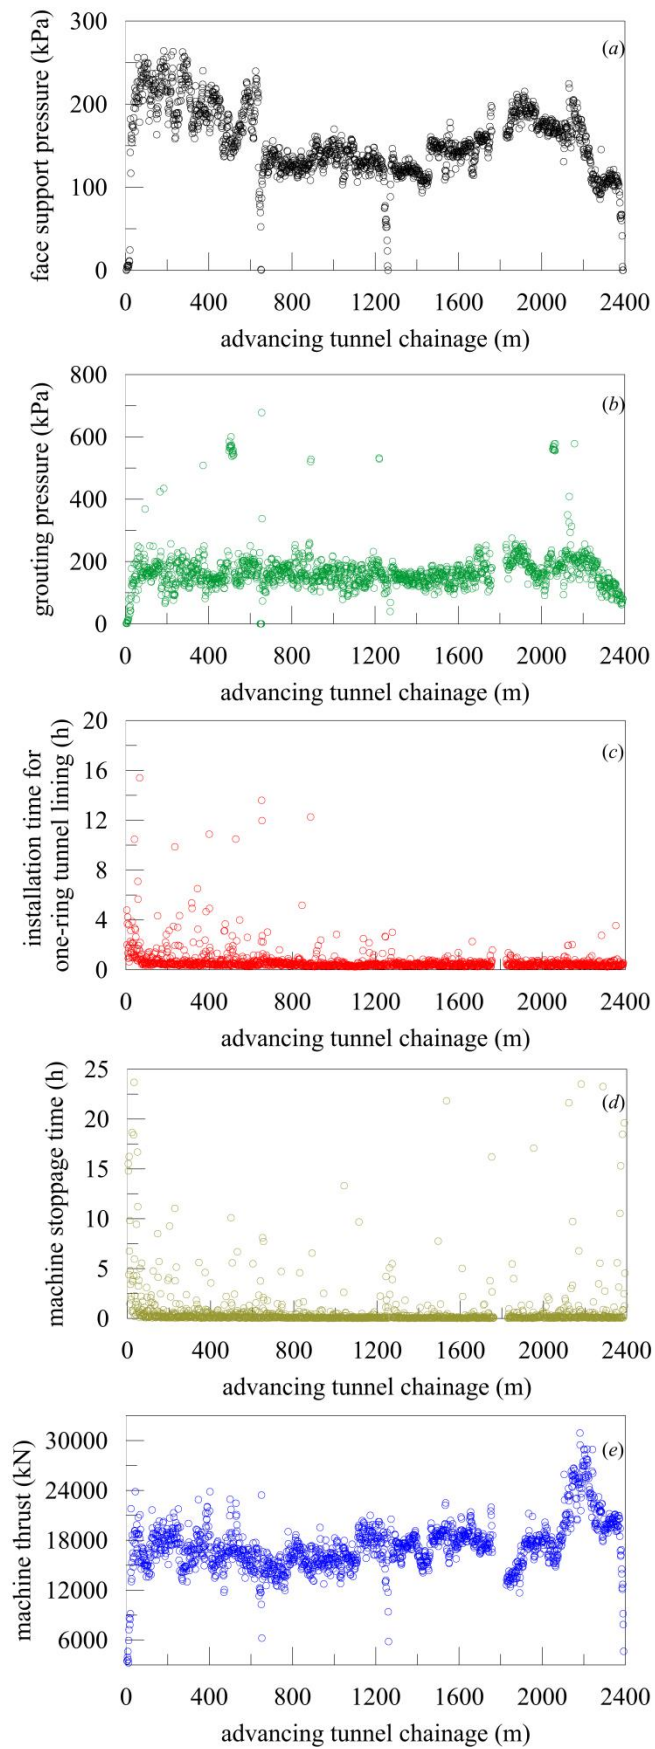 300
200
100
0
face support pressure (kPa)
(a)
0 400 800 1200 1600 2000 2400
advancing tunnel chainage (m)
800
600
400
200
0
grouting pressure (kPa)
(b)
0 400 800 1200 1600 2000 2400
advancing tunnel chainage (m)
20
16
12
8
4
0
installation time for
one-ring tunnel lining (h)
(c)
0 400 800 1200 1600 2000 2400
advancing tunnel chainage (m)
25
20
15
10
5
0
machine stoppage time (h)
(d)
0 400 800 1200 1600 2000 2400
advancing tunnel chainage (m)
30000
24000
18000
12000
6000
machine thrust (kN)
(e)
0 400 800 1200 1600 2000 2400
advancing tunnel chainage (m)